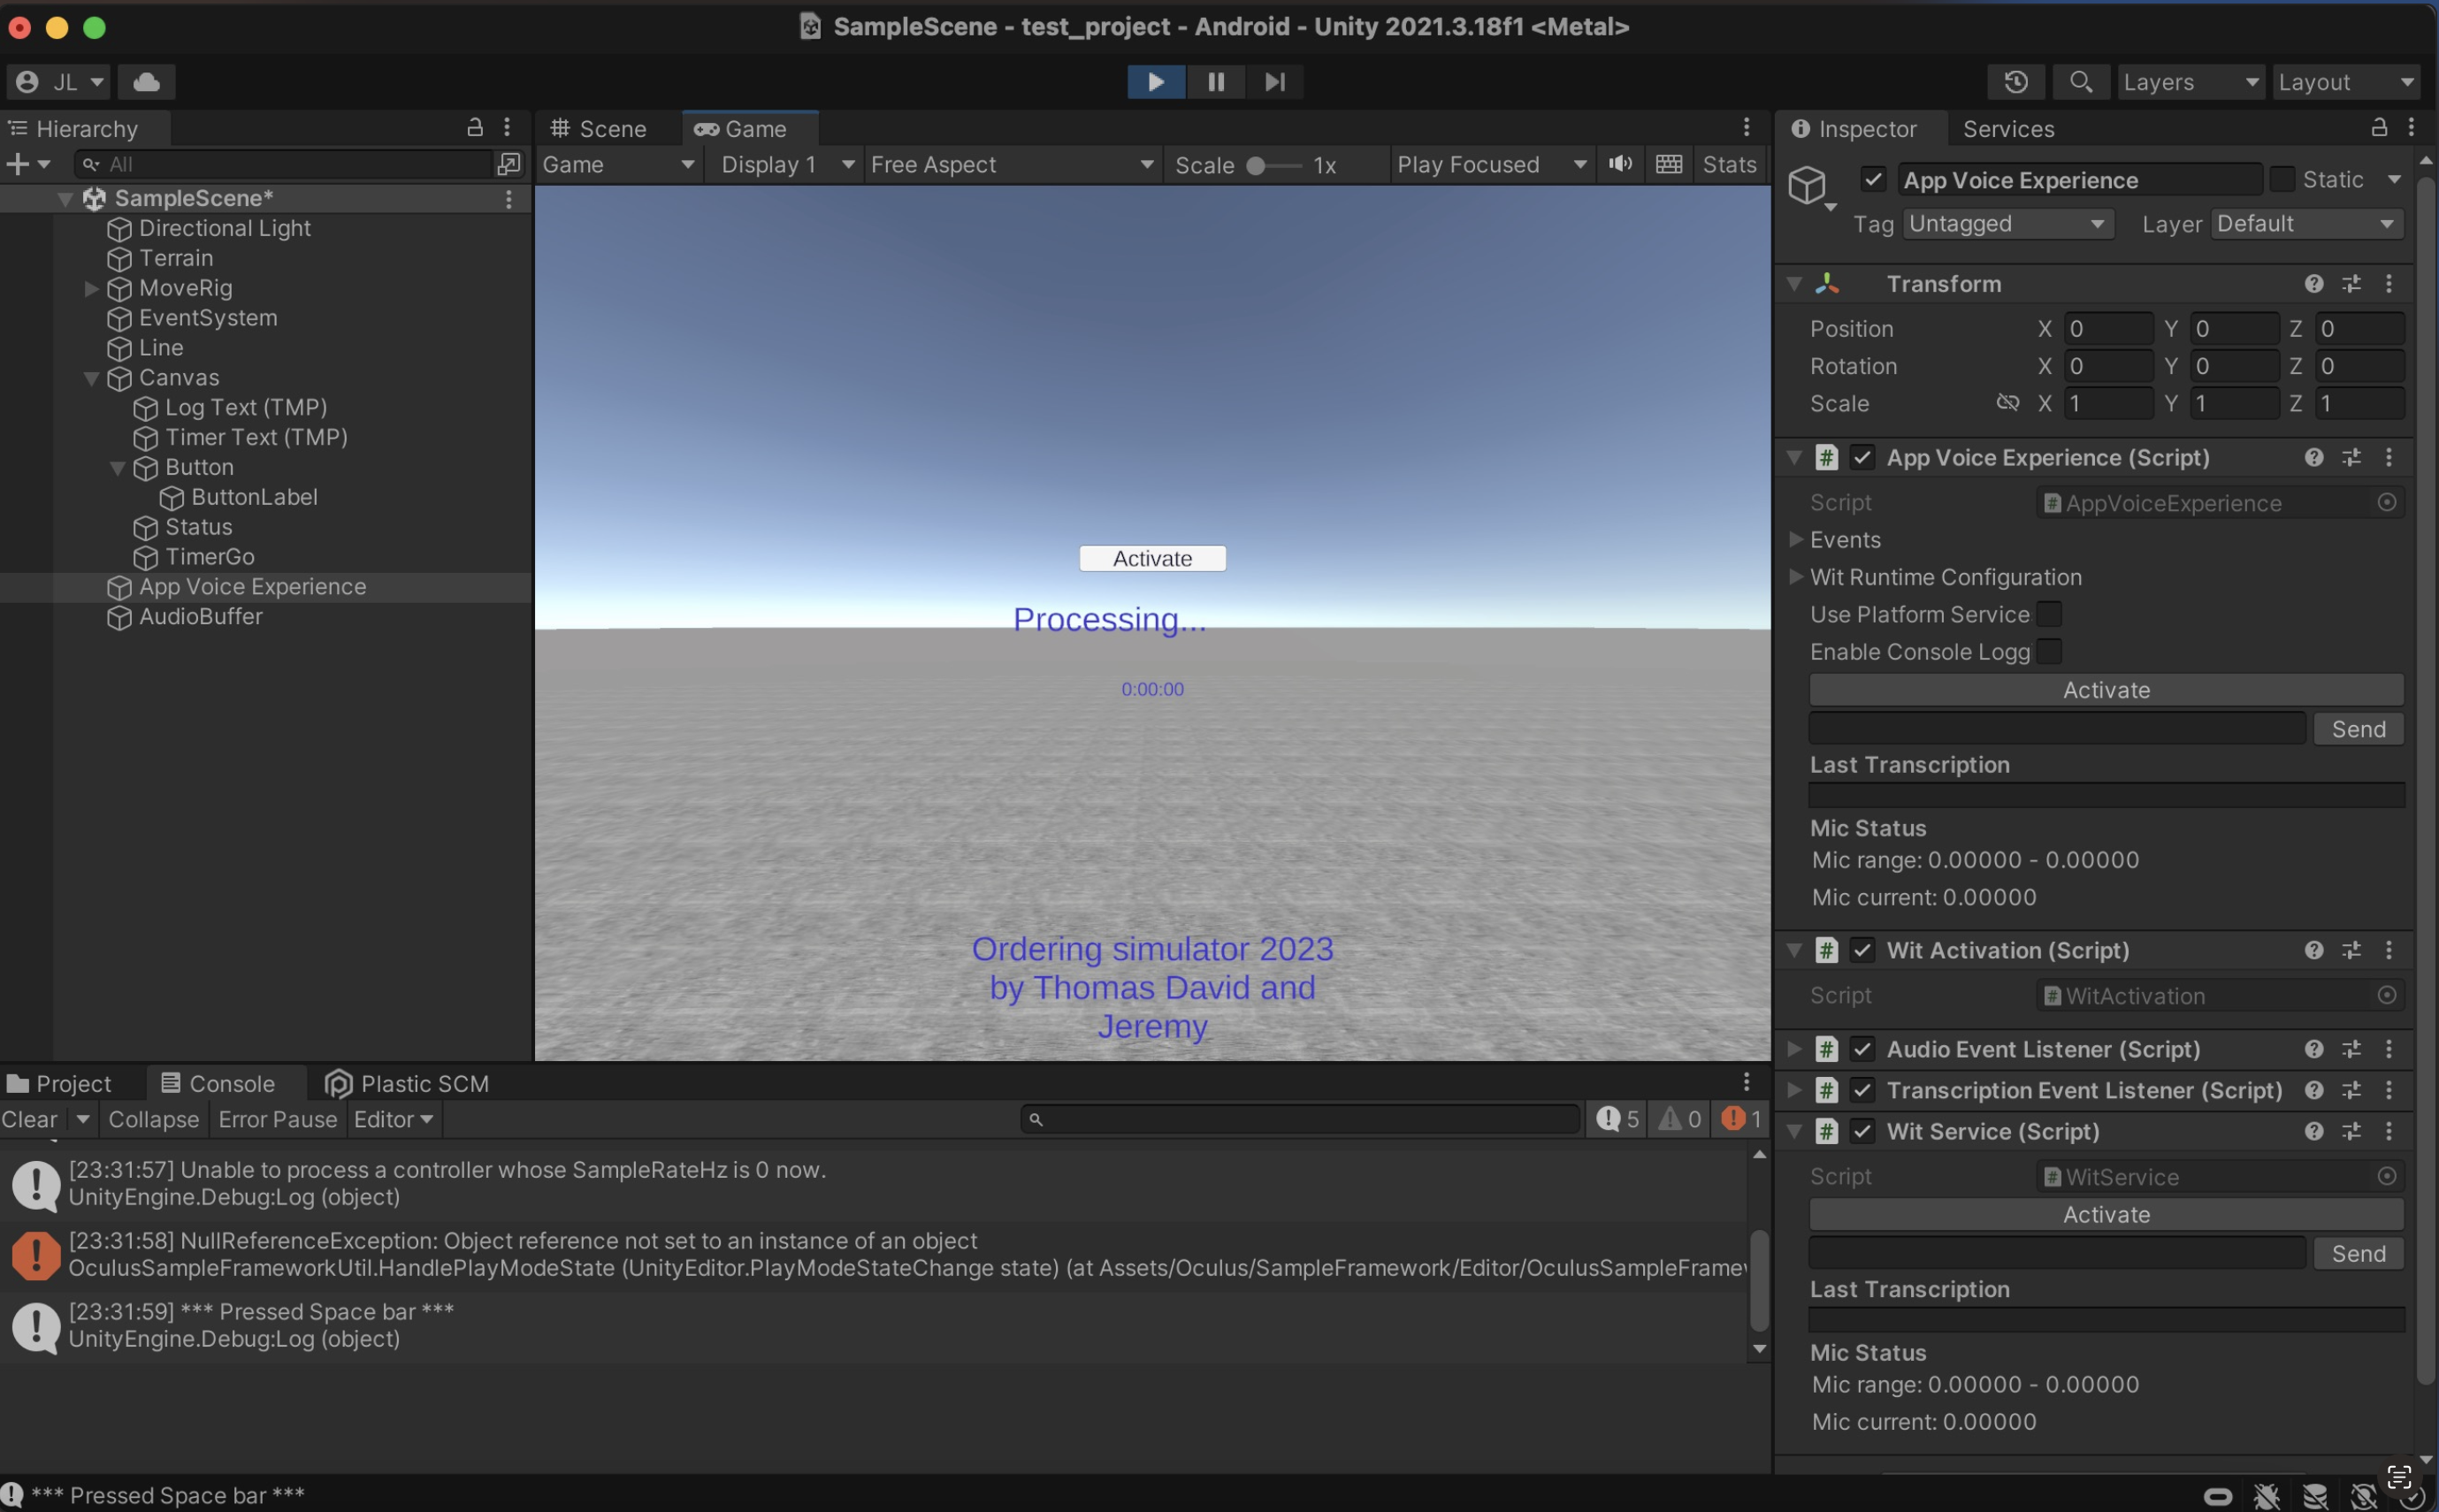 SampleScene - test_project - Android - Unity 2021.3.18f1 <Metal>
JL
Layers
Layout
Hierarchy
All
SampleScene*
Directional Light
Terrain
MoveRig
EventSystem
Line
Canvas
Log Text (TMP)
Timer Text (TMP)
Button
ButtonLabel
Status
TimerGo
App Voice Experience
AudioBuffer
Scene
Game
Game
Display 1
Free Aspect
Scale
1x
Play Focused
Stats
Activate
Processing...
0:00:00
Ordering simulator 2023
by Thomas David and
Jeremy
Inspector
Services
App Voice Experience
Static
Tag Untagged
Layer Default
Transform
Position X 0 Y 0 Z 0
Rotation X 0 Y 0 Z 0
Scale X 1 Y 1 Z 1
# App Voice Experience (Script)
Script # AppVoiceExperience
Events
Wit Runtime Configuration
Use Platform Service
Enable Console Logg
Activate
Send
Last Transcription
Mic Status
Mic range: 0.00000 - 0.00000
Mic current: 0.00000
# Wit Activation (Script)
Script # WitActivation
# Audio Event Listener (Script)
# Transcription Event Listener (Script)
# Wit Service (Script)
Script # WitService
Activate
Send
Last Transcription
Mic Status
Mic range: 0.00000 - 0.00000
Mic current: 0.00000
Project
Console
Plastic SCM
Clear
Collapse
Error Pause
Editor
5
0
1
[23:31:57] Unable to process a controller whose SampleRateHz is 0 now.
UnityEngine.Debug:Log (object)
[23:31:58] NullReferenceException: Object reference not set to an instance of an object
OculusSampleFrameworkUtil.HandlePlayModeState (UnityEditor.PlayModeStateChange state) (at Assets/Oculus/SampleFramework/Editor/OculusSampleFramew
[23:31:59] *** Pressed Space bar ***
UnityEngine.Debug:Log (object)
*** Pressed Space bar ***